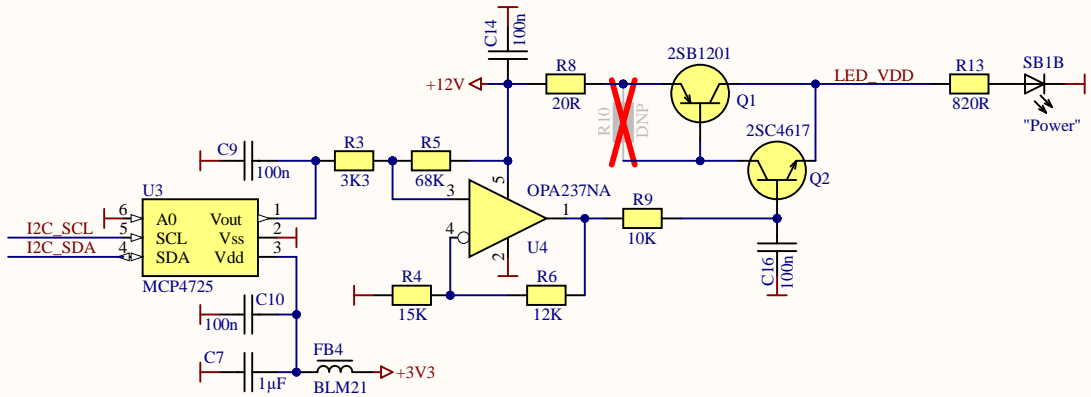 C14
100n
+12V
R8
20R
R10
DNP
2SB1201
Q1
LED_VDD
R13
820R
SB1B
"Power"
2SC4617
Q2
C9
100n
R3
3K3
R5
68K
U3
6
A0
Vout
1
I2C_SCL
5
SCL
Vss
2
I2C_SDA
4
SDA
Vdd
3
MCP4725
3
4
5
OPA237NA
1
U4
2
R9
10K
C16
100n
R4
15K
R6
12K
C10
100n
C7
1µF
FB4
BLM21
+3V3